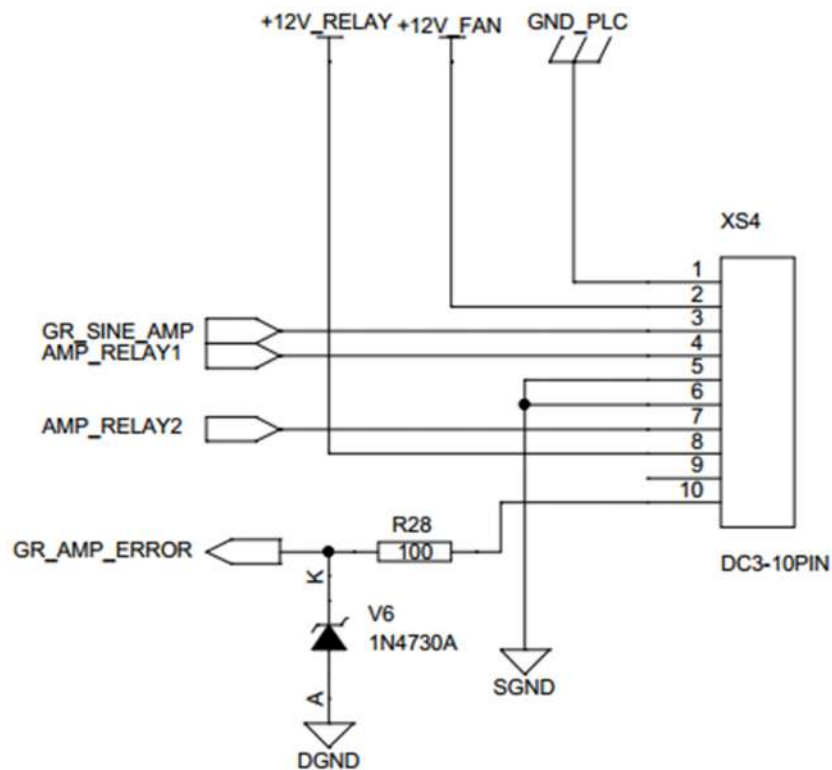 +12V_RELAY +12V_FAN GND_PLC
XS4
1
2
GR_SINE_AMP 3
AMP_RELAY1 4
5
6
AMP_RELAY2 7
8
9
10
R28
GR_AMP_ERROR 100 DC3-10PIN
K
V6
1N4730A
SGND
A
DGND